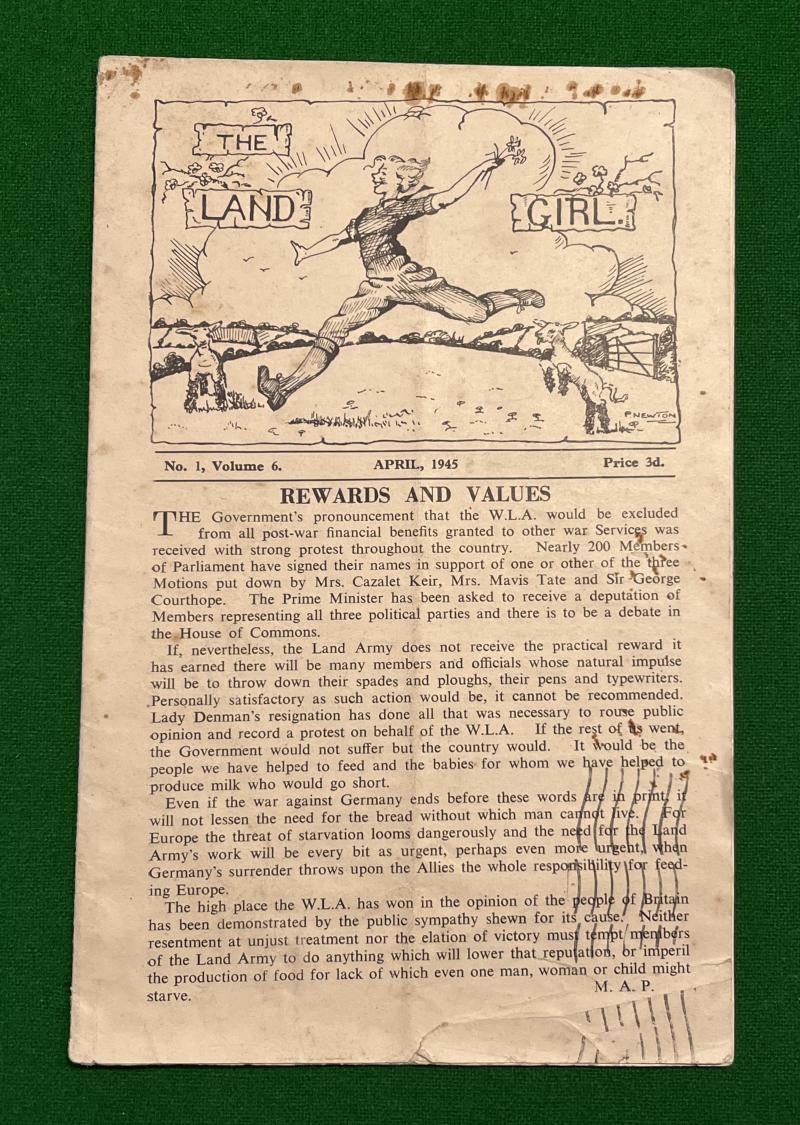 THE
LAND GIRL.
P. NEWTON
No. 1, Volume 6. APRIL, 1945 Price 3d.
REWARDS AND VALUES
THE Government's pronouncement that the W.L.A. would be excluded
from all post-war financial benefits granted to other war Services was
received with strong protest throughout the country. Nearly 200 Members
of Parliament have signed their names in support of one or other of the three
Motions put down by Mrs. Cazalet Keir, Mrs. Mavis Tate and Sir George
Courthope. The Prime Minister has been asked to receive a deputation of
Members representing all three political parties and there is to be a debate in
the House of Commons.
If, nevertheless, the Land Army does not receive the practical reward it
has earned there will be many members and officials whose natural impulse
will be to throw down their spades and ploughs, their pens and typewriters.
Personally satisfactory as such action would be, it cannot be recommended.
Lady Denman's resignation has done all that was necessary to rouse public
opinion and record a protest on behalf of the W.L.A. If the rest of us went,
the Government would not suffer but the country would. It would be the
people we have helped to feed and the babies for whom we have helped to
produce milk who would go short.
Even if the war against Germany ends before these words are in print, it
will not lessen the need for the bread without which man cannot live. For
Europe the threat of starvation looms dangerously and the need for the Land
Army's work will be every bit as urgent, perhaps even more urgent, when
Germany's surrender throws upon the Allies the whole responsibility for feed-
ing Europe.
The high place the W.L.A. has won in the opinion of the people of Britain
has been demonstrated by the public sympathy shewn for its cause. Neither
resentment at unjust treatment nor the elation of victory must tempt members
of the Land Army to do anything which will lower that reputation, or imperil
the production of food for lack of which even one man, woman or child might
starve. M. A. P.